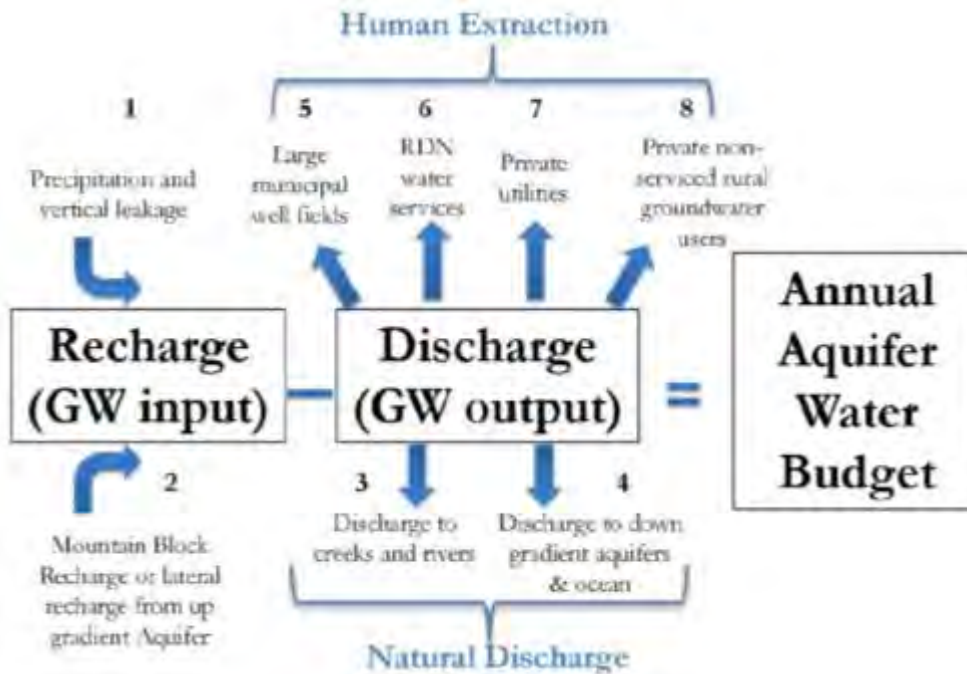 Human Extraction
1
5
6
7
8
Precipitation and
vertical leakage
Large
municipal
well fields
RDN
water
services
Private
utilities
Private non-
serviced rural
groundwater
users
Recharge
(GW input)
–
Discharge
(GW output)
=
Annual
Aquifer
Water
Budget
2
Mountain Block
Recharge or lateral
recharge from up
gradient Aquifer
3
Discharge to
creeks and rivers
4
Discharge to down
gradient aquifers
& ocean
Natural Discharge